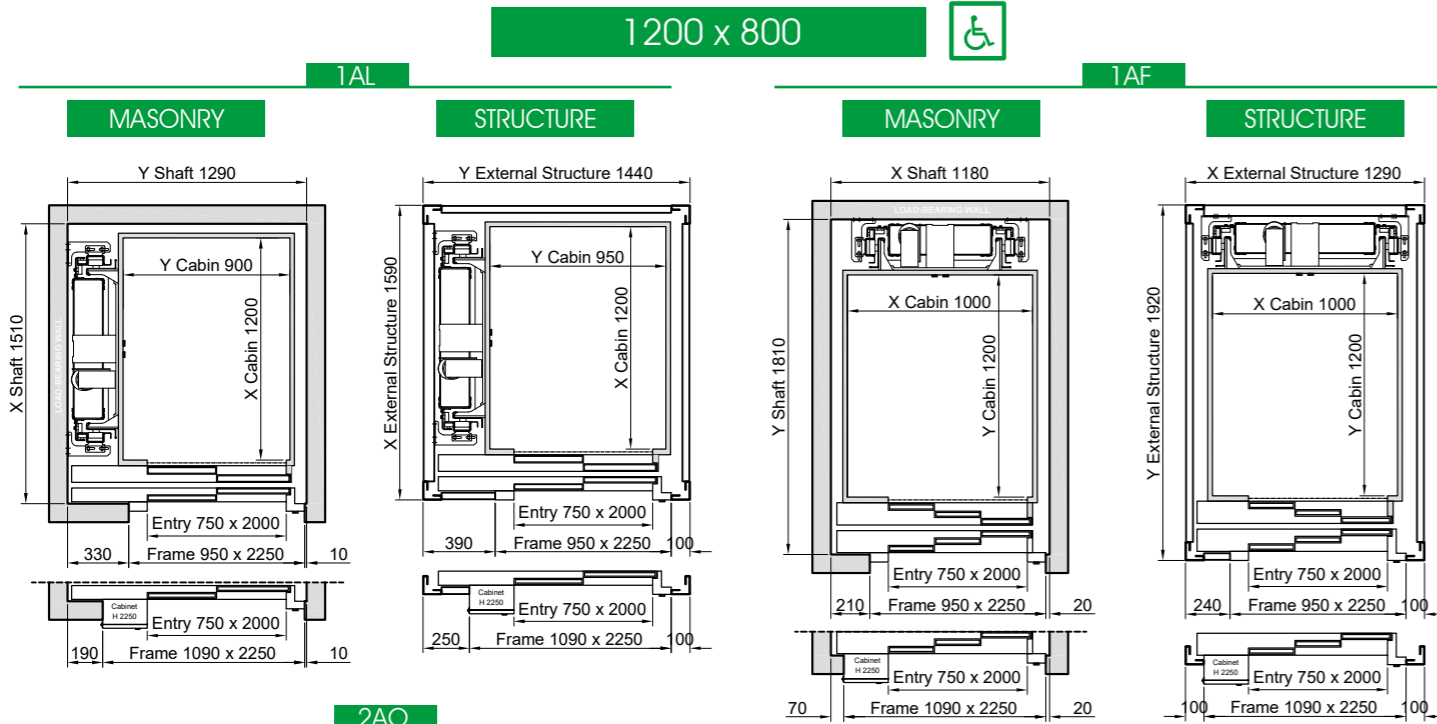 1200 x 800
1AL
1AF
MASONRY
STRUCTURE
MASONRY
STRUCTURE
Y Shaft 1290
X Shaft 1510
LOAD-BEARING WALL
Y Cabin 900
X Cabin 1200
Entry 750 x 2000
330
Frame 950 x 2250
10
Cabinet
H 2250
Entry 750 x 2000
190
Frame 1090 x 2250
10
Y External Structure 1440
X External Structure 1590
Y Cabin 950
X Cabin 1200
Entry 750 x 2000
390
Frame 950 x 2250
100
Cabinet
H 2250
Entry 750 x 2000
250
Frame 1090 x 2250
100
X Shaft 1180
LOAD-BEARING WALL
Y Shaft 1810
X Cabin 1000
Y Cabin 1200
Entry 750 x 2000
210
Frame 950 x 2250
20
Cabinet
H 2250
Entry 750 x 2000
70
Frame 1090 x 2250
20
X External Structure 1290
Y External Structure 1920
X Cabin 1000
Y Cabin 1200
Entry 750 x 2000
240
Frame 950 x 2250
100
Cabinet
H 2250
Entry 750 x 2000
100
Frame 1090 x 2250
100
2AO